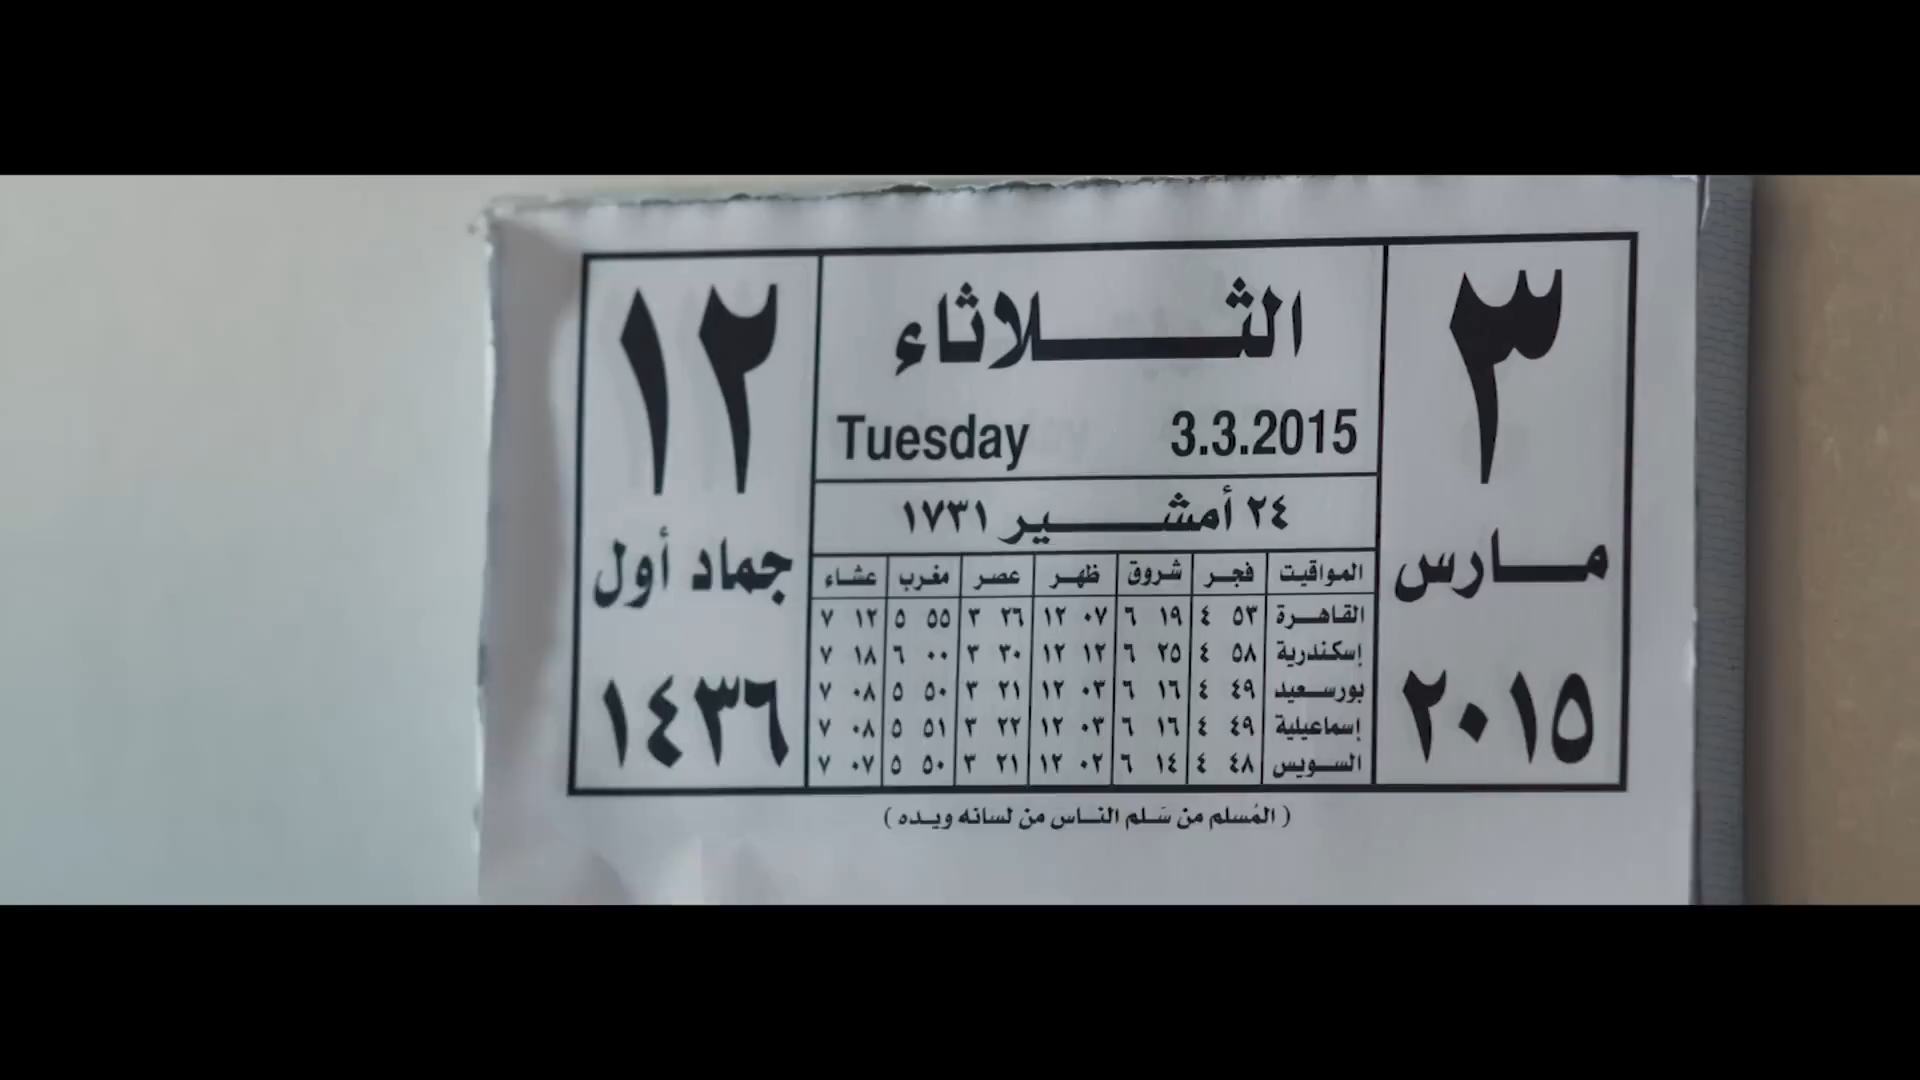 ٣
مارس
٢٠١٥
الثلاثاء
Tuesday 3.3.2015
٢٤ أمشير ١٧٣١
١٢
جماد أول
١٤٣٦
المواقيت فجر شروق ظهر عصر مغرب عشاء
القاهرة ٥٣ ٤ ١٩ ٦ ٠٧ ١٢ ٢٦ ٣ ٥٥ ٥ ١٢ ٧
إسكندرية ٥٨ ٤ ٢٥ ٦ ١٢ ١٢ ٣٠ ٣ ٠٠ ٦ ١٨ ٧
بورسعيد ٤٩ ٤ ١٦ ٦ ٠٣ ١٢ ٢١ ٣ ٥٠ ٥ ٠٨ ٧
إسماعيلية ٤٩ ٤ ١٦ ٦ ٠٣ ١٢ ٢٢ ٣ ٥١ ٥ ٠٨ ٧
السويس ٤٨ ٤ ١٤ ٦ ٠٢ ١٢ ٢١ ٣ ٥٠ ٥ ٠٧ ٧
( المُسلم من سَلم الناس من لسانه ويده )